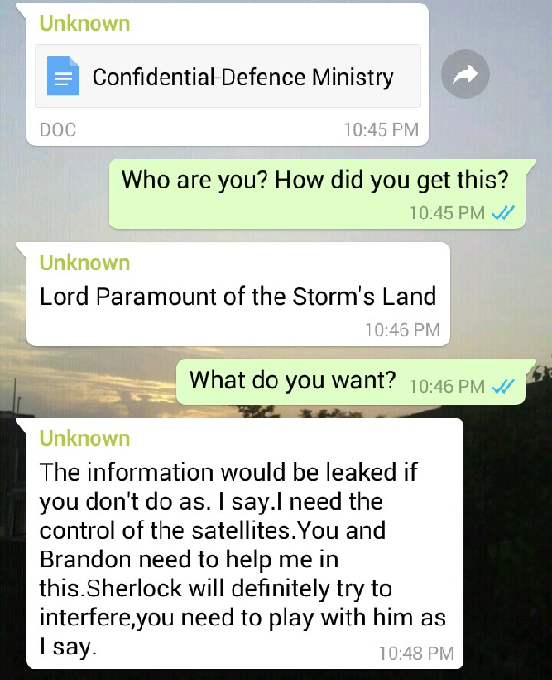 Unknown
Confidential-Defence Ministry
DOC 10:45 PM
Who are you? How did you get this?
10:45 PM
Unknown
Lord Paramount of the Storm's Land
10:46 PM
What do you want? 10:46 PM
Unknown
The information would be leaked if
you don't do as. I say.I need the
control of the satellites.You and
Brandon need to help me in
this.Sherlock will definitely try to
interfere,you need to play with him as
I say.
10:48 PM